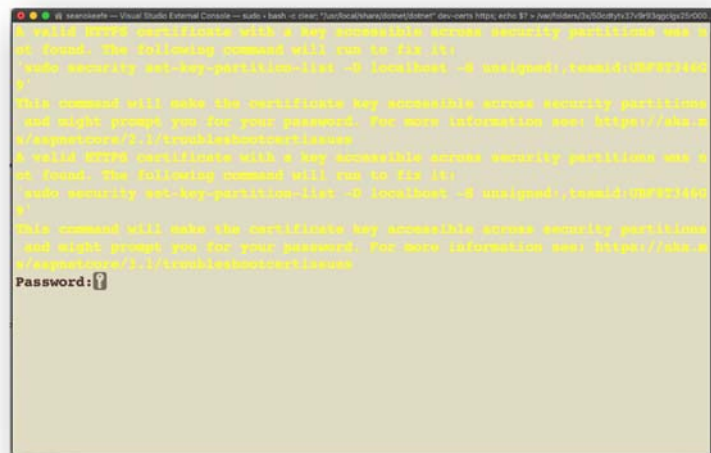 seanokeefe — Visual Studio External Console — sudo ‹ bash -c clear; "/usr/local/share/dotnet/dotnet" dev-certs https; echo $? >
A valid HTTPS certificate with a key accessible across security partitions was n
ot found. The following command will run to fix it:
'sudo security set-key-partition-list -D localhost -S unsigned:,teamid:UBF8T346G
9'
This command will make the certificate key accessible across security partitions
and might prompt you for your password. For more information see: https://aka.m
s/aspnetcore/2.1/troubleshootcertissues
A valid HTTPS certificate with a key accessible across security partitions was n
ot found. The following command will run to fix it:
'sudo security set-key-partition-list -D localhost -S unsigned:,teamid:UBF8T346G
9'
This command will make the certificate key accessible across security partitions
and might prompt you for your password. For more information see: https://aka.m
s/aspnetcore/3.1/troubleshootcertissues
Password: